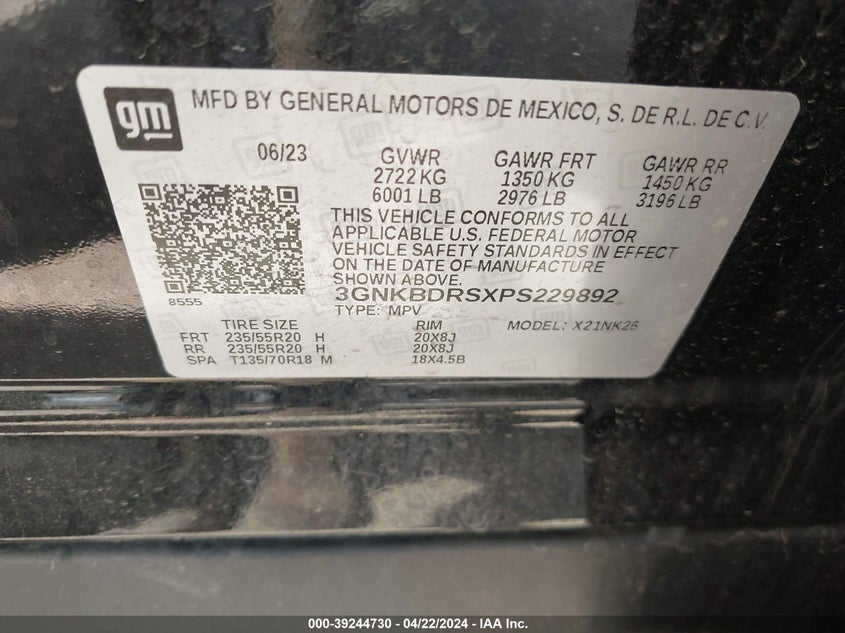 gm
MFD BY GENERAL MOTORS DE MEXICO, S. DE R.L. DE C.V.
06/23 GVWR GAWR FRT GAWR RR
2722 KG 1350 KG 1450 KG
6001 LB 2976 LB 3196 LB
THIS VEHICLE CONFORMS TO ALL
APPLICABLE U.S. FEDERAL MOTOR
VEHICLE SAFETY STANDARDS IN EFFECT
ON THE DATE OF MANUFACTURE
SHOWN ABOVE.
8555
3GNKBDRSXPS229892
TYPE: MPV MODEL: X21NK26
TIRE SIZE RIM
FRT 235/55R20 H 20X8J
RR 235/55R20 H 20X8J
SPA T135/70R18 M 18X4.5B
000-39244730 - 04/22/2024 - IAA Inc.